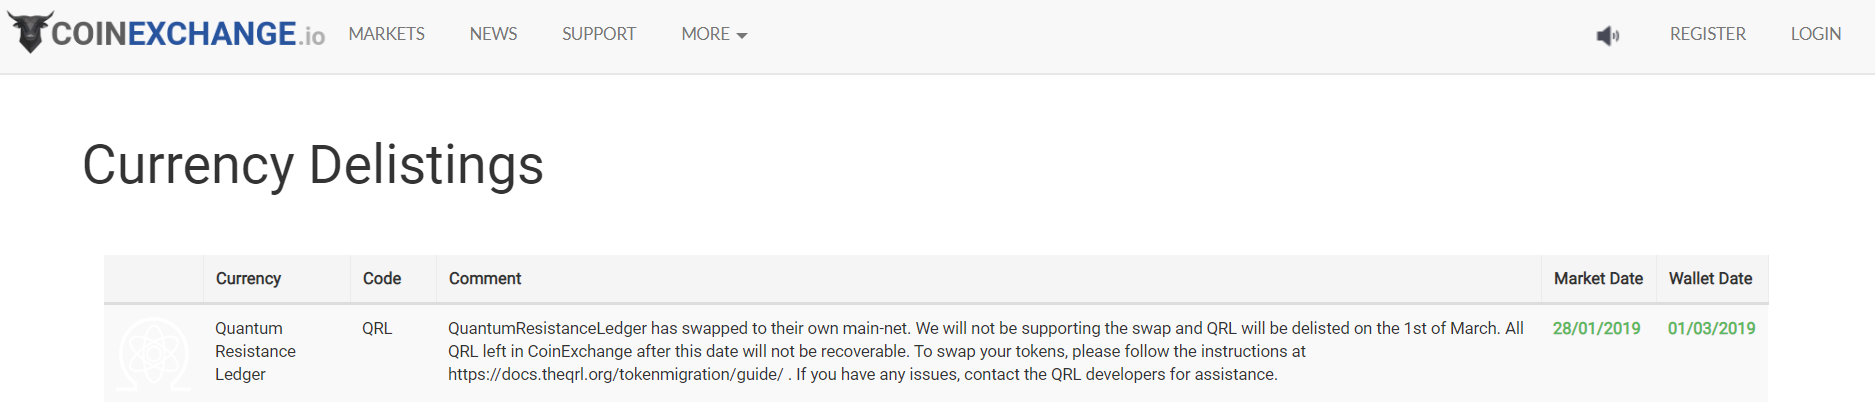 COINEXCHANGE.io MARKETS NEWS SUPPORT MORE REGISTER LOGIN
Currency Delistings
Currency Code Comment Market Date Wallet Date
Quantum QRL QuantumResistanceLedger has swapped to their own main-net. We will not be supporting the swap and QRL will be delisted on the 1st of March. All 28/01/2019 01/03/2019
Resistance QRL left in CoinExchange after this date will not be recoverable. To swap your tokens, please follow the instructions at
Ledger https://docs.theqrl.org/tokenmigration/guide/ . If you have any issues, contact the QRL developers for assistance.